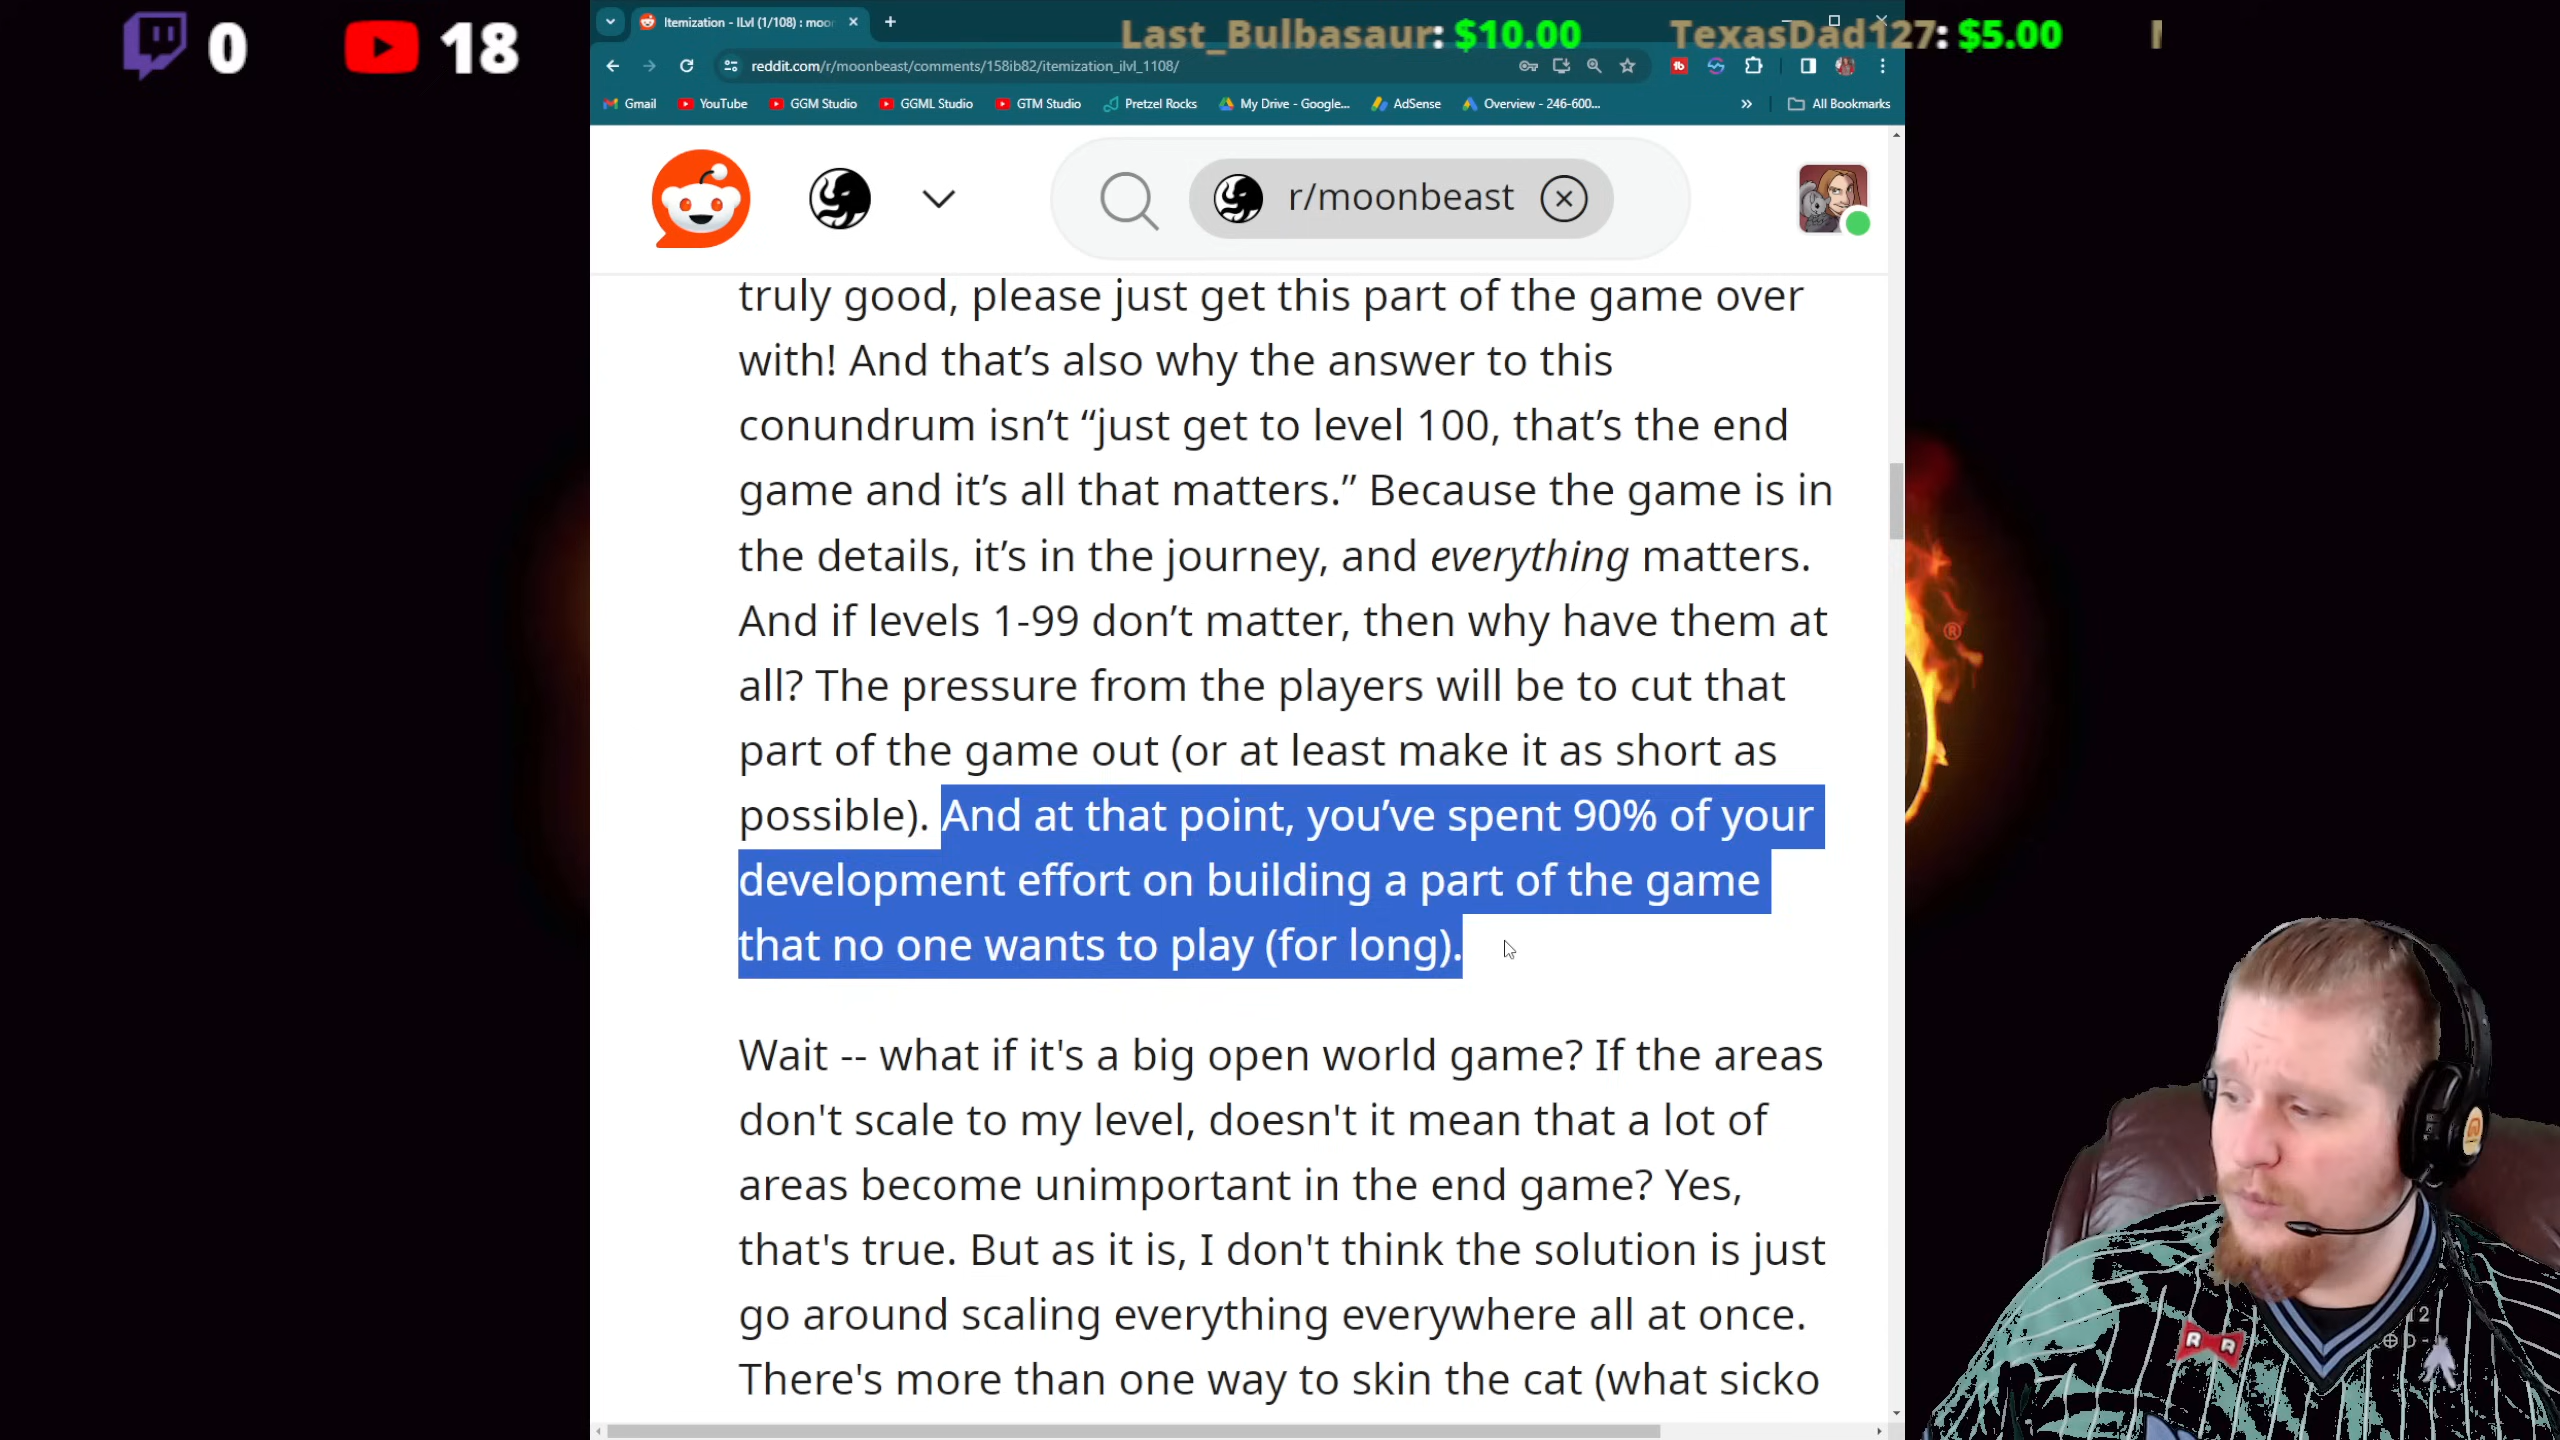 0
18
Itemization - ILvl (1/108) : moo
Last_Bulbasaur: $10.00
TexasDad127: $5.00
reddit.com/r/moonbeast/comments/158ib82/itemization_ilvl_1108/
Gmail
YouTube
GGM Studio
GGML Studio
GTM Studio
Pretzel Rocks
My Drive - Google...
AdSense
Overview - 246-600...
»
All Bookmarks
r/moonbeast
truly good, please just get this part of the game over
with! And that’s also why the answer to this
conundrum isn’t “just get to level 100, that’s the end
game and it’s all that matters.” Because the game is in
the details, it’s in the journey, and everything matters.
And if levels 1-99 don’t matter, then why have them at
all? The pressure from the players will be to cut that
part of the game out (or at least make it as short as
possible). And at that point, you’ve spent 90% of your
development effort on building a part of the game
that no one wants to play (for long).
Wait -- what if it's a big open world game? If the areas
don't scale to my level, doesn't it mean that a lot of
areas become unimportant in the end game? Yes,
that's true. But as it is, I don't think the solution is just
go around scaling everything everywhere all at once.
There's more than one way to skin the cat (what sicko
®
R R